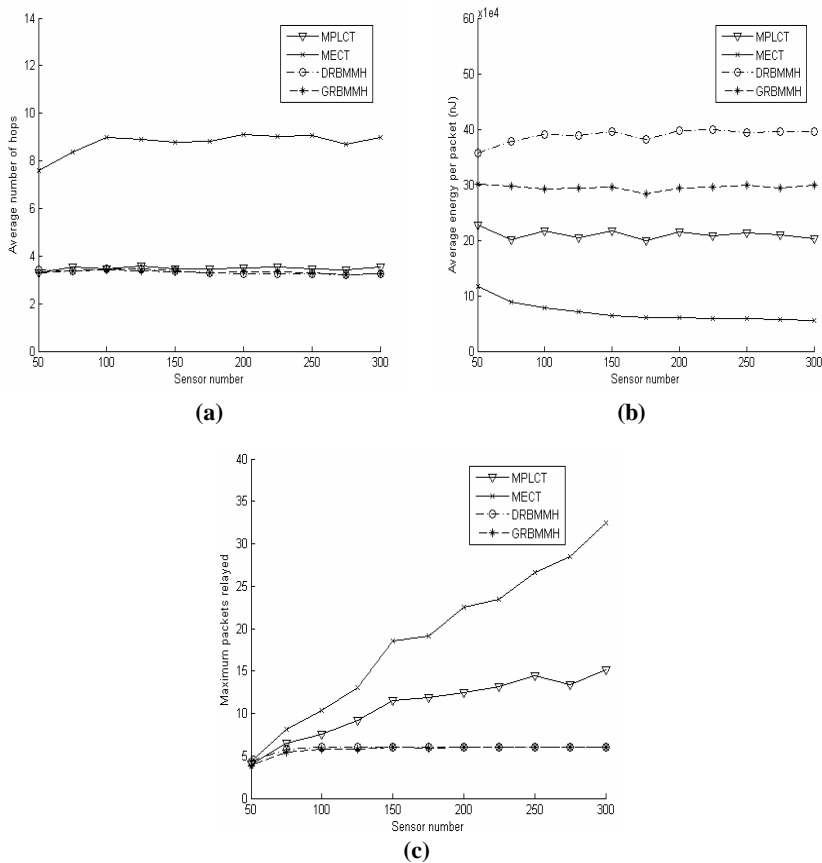 14
12
10
8
6
4
2
0
Average number of hops
MPLCT
MECT
DRBMMH
GRBMMH
50
100
150
200
250
300
Sensor number
(a)
x1e4
60
50
40
30
20
10
0
Average energy per packet (nJ)
MPLCT
MECT
DRBMMH
GRBMMH
50
100
150
200
250
300
Sensor number
(b)
40
35
30
25
20
15
10
5
0
Maximum packets relayed
MPLCT
MECT
DRBMMH
GRBMMH
50
100
150
200
250
300
Sensor number
(c)